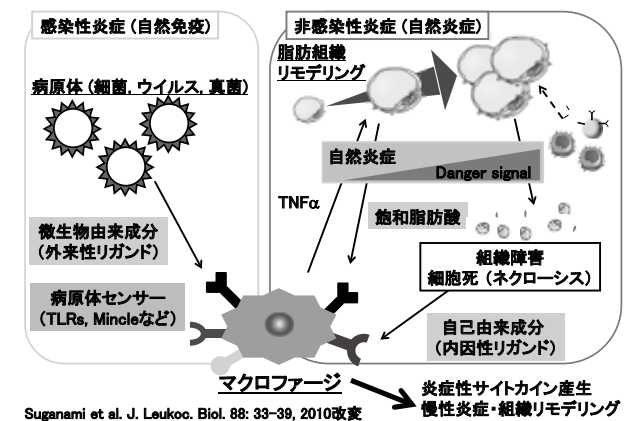 感染性炎症 (自然免疫)
病原体 (細菌, ウイルス, 真菌)
微生物由来成分
(外来性リガンド)
病原体センサー
(TLRs, Mincleなど)
非感染性炎症 (自然炎症)
脂肪組織
リモデリング
自然炎症
Danger signal
TNFα
飽和脂肪酸
組織障害
細胞死 (ネクローシス)
自己由来成分
(内因性リガンド)
マクロファージ
炎症性サイトカイン産生
慢性炎症・組織リモデリング
Suganami et al. J. Leukoc. Biol. 88: 33-39, 2010改変